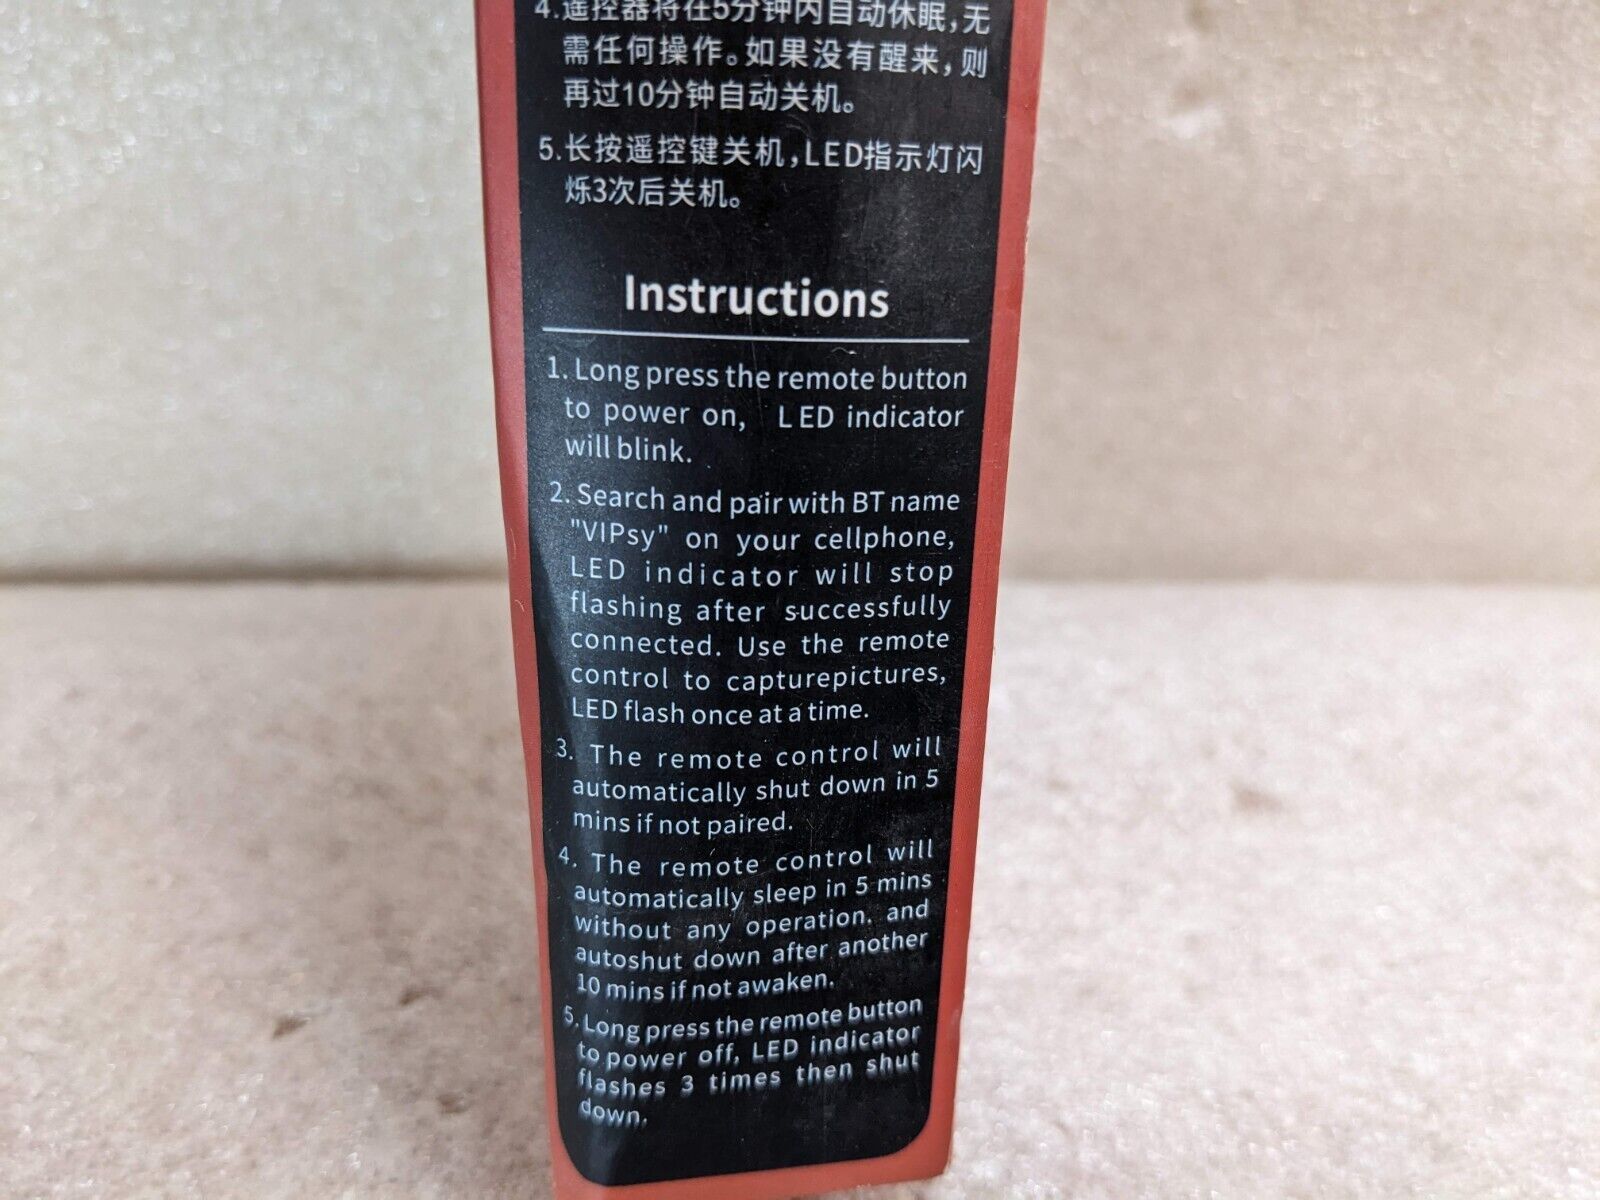 4.遥控器将在5分钟内自动休眠,无
需任何操作。如果没有醒来,则
再过10分钟自动关机。
5.长按遥控键关机,LED指示灯闪
烁3次后关机。
Instructions
1. Long press the remote button
to power on, LED indicator
will blink.
2. Search and pair with BT name
"VIPsy" on your cellphone,
LED indicator will stop
flashing after successfully
connected. Use the remote
control to capturepictures,
LED flash once at a time.
3. The remote control will
automatically shut down in 5
mins if not paired.
4. The remote control will
automatically sleep in 5 mins
without any operation. and
autoshut down after another
10 mins if not awaken.
5. Long press the remote button
to power off, LED indicator
flashes 3 times then shut
down.